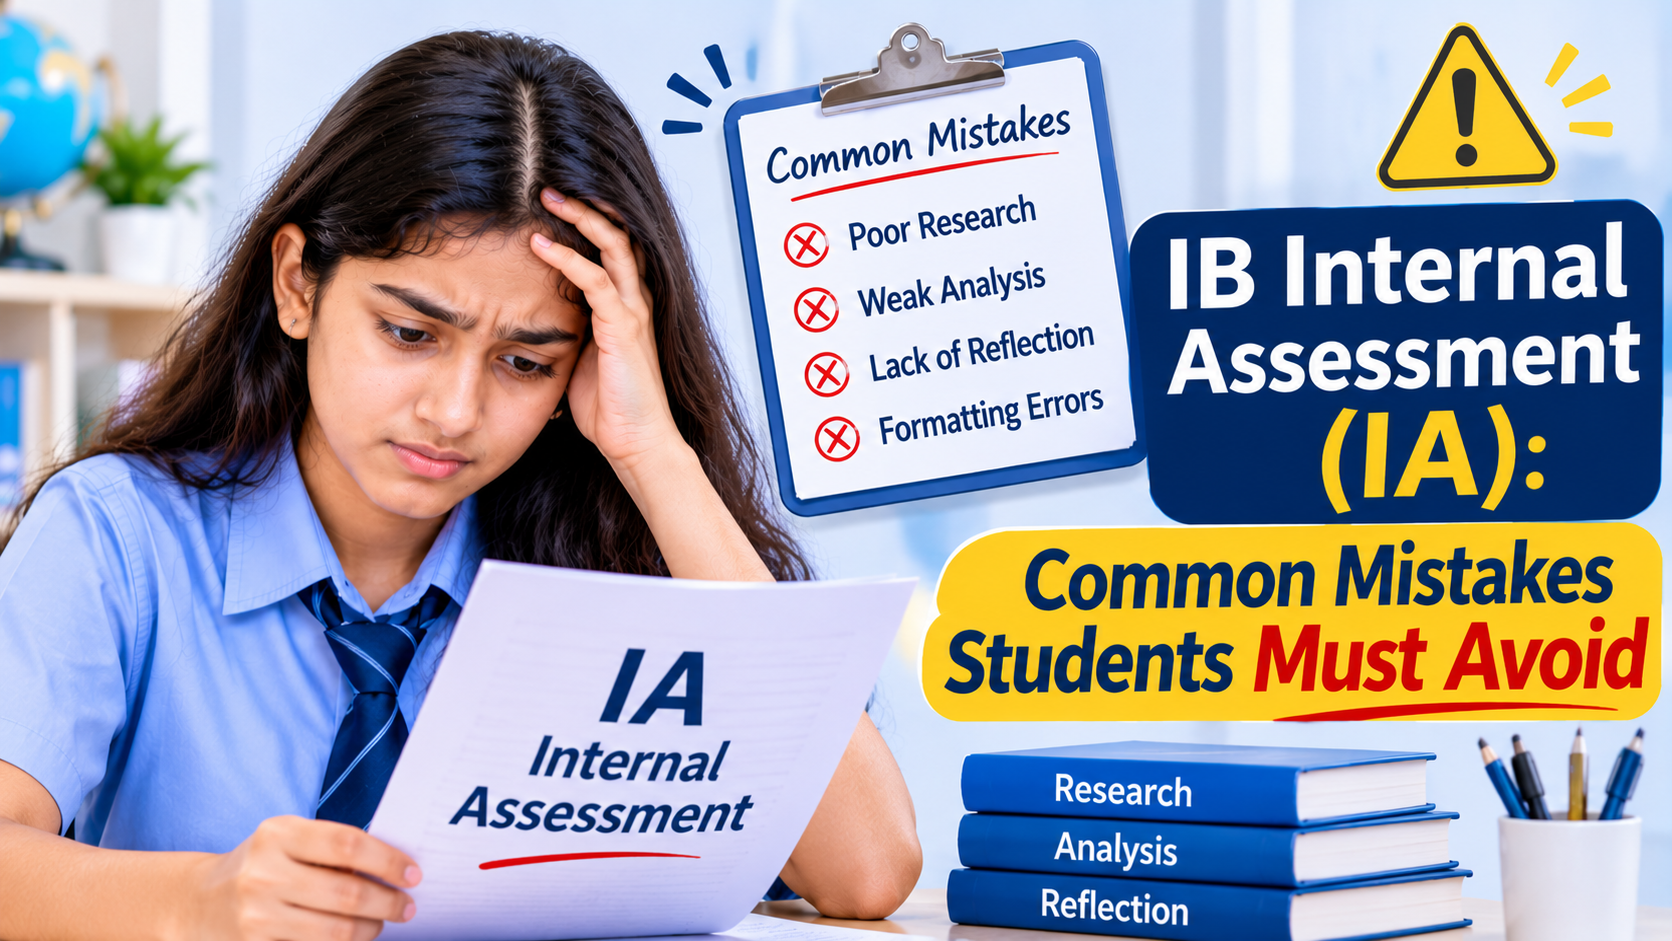 Common Mistakes
Poor Research
Weak Analysis
Lack of Reflection
Formatting Errors
IB Internal
Assessment
(IA):
Common Mistakes
Students Must Avoid
IA
Internal
Assessment
Research
Analysis
Reflection